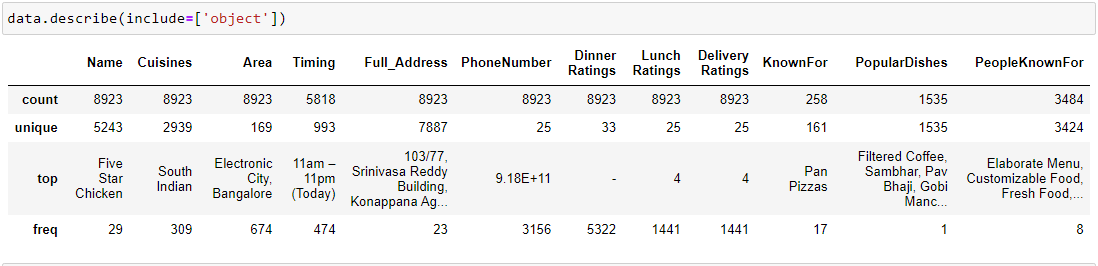 data.describe(include=['object'])
Name Cuisines Area Timing Full_Address PhoneNumber Dinner Ratings Lunch Ratings Delivery Ratings KnownFor PopularDishes PeopleKnownFor
count 8923 8923 8923 5818 8923 8923 8923 8923 8923 258 1535 3484
unique 5243 2939 169 993 7887 25 33 25 25 161 1535 3424
top Five Star Chicken South Indian Electronic City, Bangalore 11am – 11pm (Today) 103/77, Srinivasa Reddy Building, Konappana Ag... 9.18E+11 - 4 4 Pan Pizzas Filtered Coffee, Sambhar, Pav Bhaji, Gobi Manc... Elaborate Menu, Customizable Food, Fresh Food,...
freq 29 309 674 474 23 3156 5322 1441 1441 17 1 8